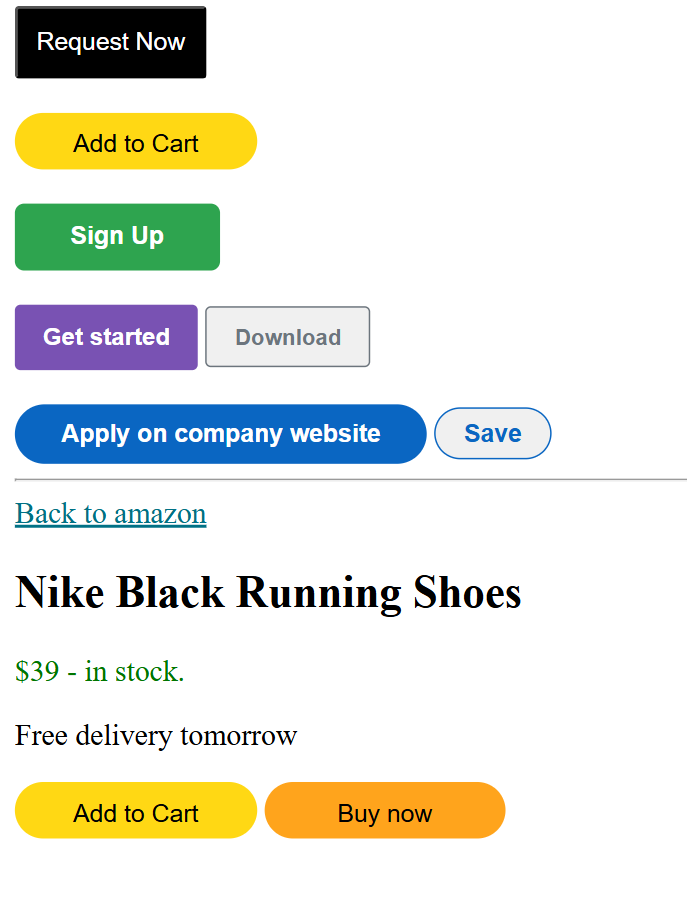 Request Now
Add to Cart
Sign Up
Get started Download
Apply on company website Save
Back to amazon
Nike Black Running Shoes
$39 - in stock.
Free delivery tomorrow
Add to Cart Buy now